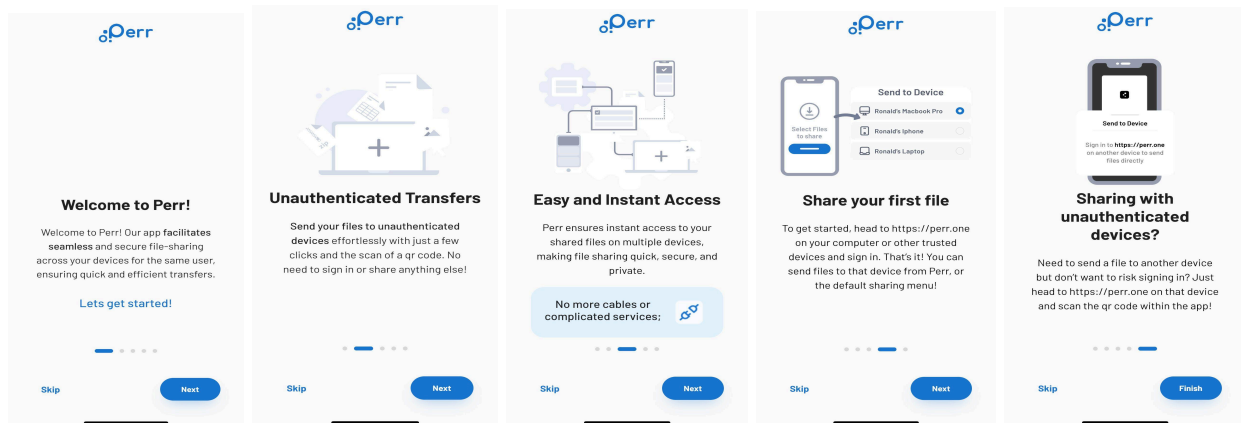 Perr
Welcome to Perr!
Welcome to Perr! Our app facilitates
seamless and secure file-sharing
across your devices for the same user,
ensuring quick and efficient transfers.
Lets get started!
Skip
Next
Perr
zip
Unauthenticated Transfers
Send your files to unauthenticated
devices effortlessly with just a few
clicks and the scan of a qr code. No
need to sign in or share anything else!
Skip
Next
Perr
Easy and Instant Access
Perr ensures instant access to your
shared files on multiple devices,
making file sharing quick, secure, and
private.
No more cables or
complicated services;
Skip
Next
Perr
Select Files
to share
Send to Device
Ronald's Macbook Pro
Ronald's Iphone
Ronald's Laptop
Share your first file
To get started, head to https://perr.one
on your computer or other trusted
devices and sign in. That's it! You can
send files to that device from Perr, or
the default sharing menu!
Skip
Next
Perr
Send to Device
Sign in to https://perr.one
on another device to send
files directly
Sharing with
unauthenticated
devices?
Need to send a file to another device
but don't want to risk signing in? Just
head to https://perr.one on that device
and scan the qr code within the app!
Skip
Finish